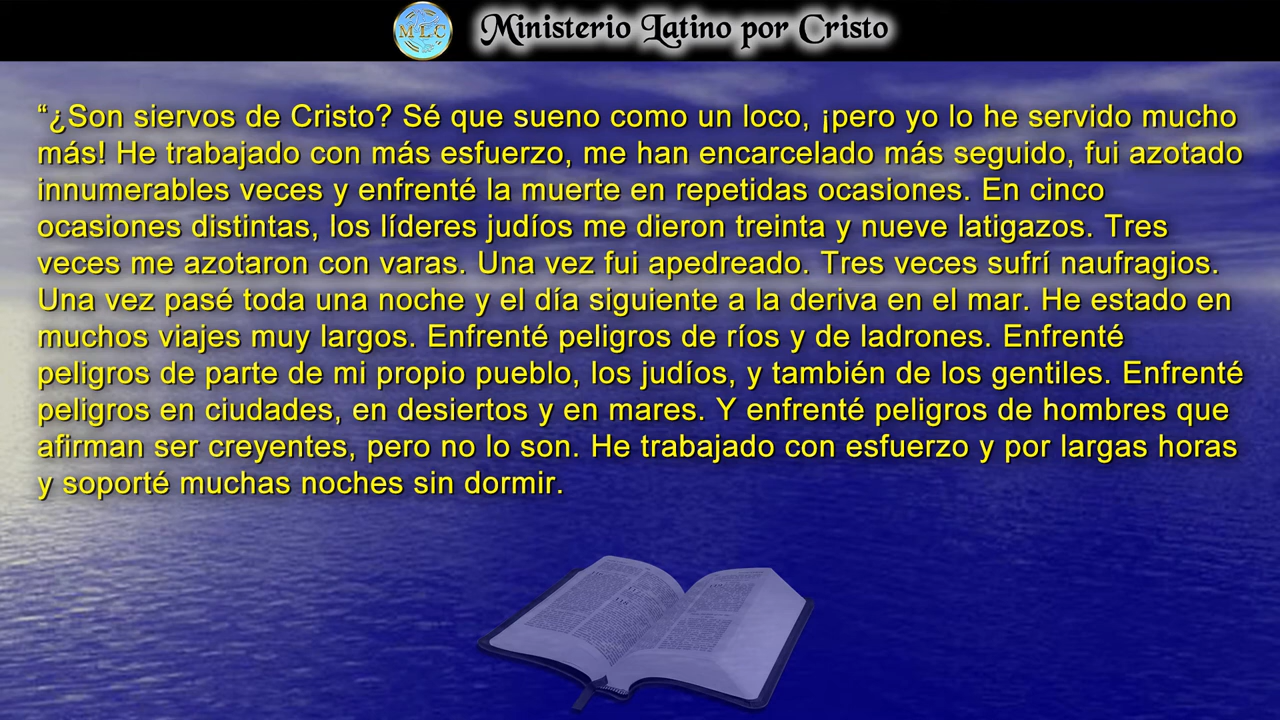 MLC
Ministerio Latino por Cristo
“¿Son siervos de Cristo? Sé que sueno como un loco, ¡pero yo lo he servido mucho
más! He trabajado con más esfuerzo, me han encarcelado más seguido, fui azotado
innumerables veces y enfrenté la muerte en repetidas ocasiones. En cinco
ocasiones distintas, los líderes judíos me dieron treinta y nueve latigazos. Tres
veces me azotaron con varas. Una vez fui apedreado. Tres veces sufrí naufragios.
Una vez pasé toda una noche y el día siguiente a la deriva en el mar. He estado en
muchos viajes muy largos. Enfrenté peligros de ríos y de ladrones. Enfrenté
peligros de parte de mi propio pueblo, los judíos, y también de los gentiles. Enfrenté
peligros en ciudades, en desiertos y en mares. Y enfrenté peligros de hombres que
afirman ser creyentes, pero no lo son. He trabajado con esfuerzo y por largas horas
y soporté muchas noches sin dormir.